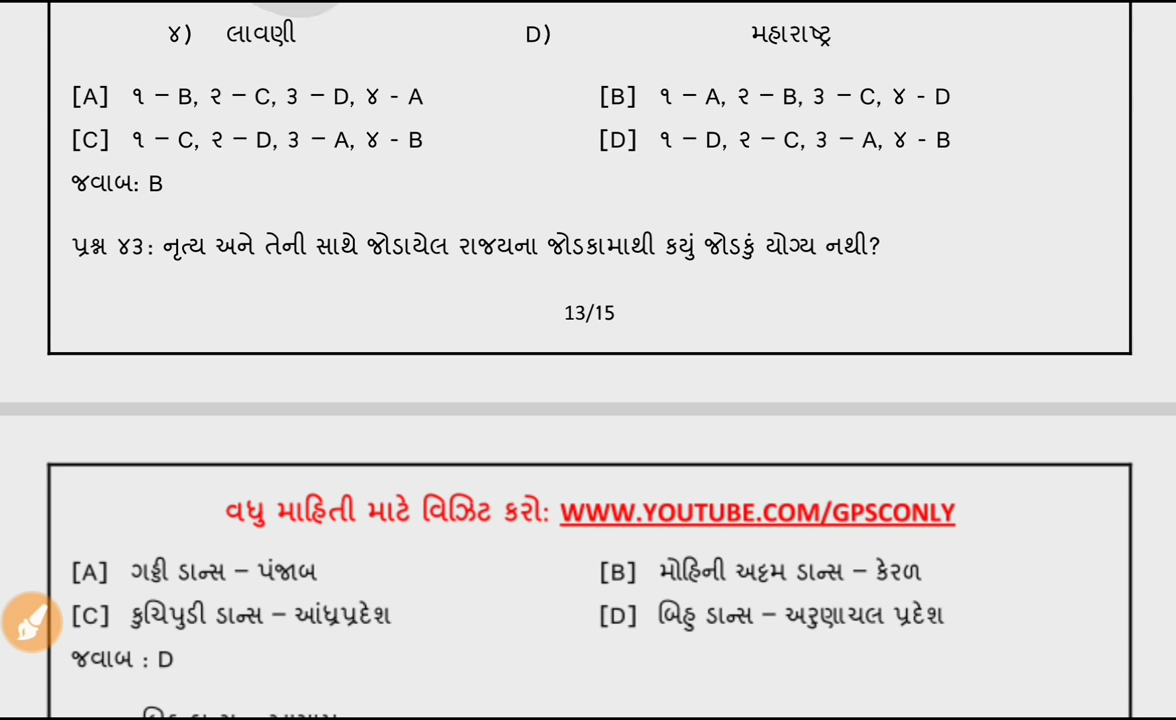 ૪) લાવણી D) મહારાષ્ટ્ર
[A] ૧ – B, ૨ – C, ૩ – D, ૪ - A [B] ૧ – A, ૨ – B, ૩ – C, ૪ - D
[C] ૧ – C, ૨ – D, ૩ – A, ૪ - B [D] ૧ – D, ૨ – C, ૩ – A, ૪ - B
જવાબ: B
પ્રશ્ન ૪૩: નૃત્ય અને તેની સાથે જોડાયેલ રાજયના જોડકામાથી કયું જોડકું યોગ્ય નથી?
13/15
વધુ માહિતી માટે વિઝિટ કરો: WWW.YOUTUBE.COM/GPSCONLY
[A] ગટ્ટી ડાન્સ – પંજાબ [B] મોહિની અટ્ટમ ડાન્સ – કેરળ
[C] કુચિપુડી ડાન્સ – આંધ્રપ્રદેશ [D] બિહુ ડાન્સ – અરુણાચલ પ્રદેશ
જવાબ : D